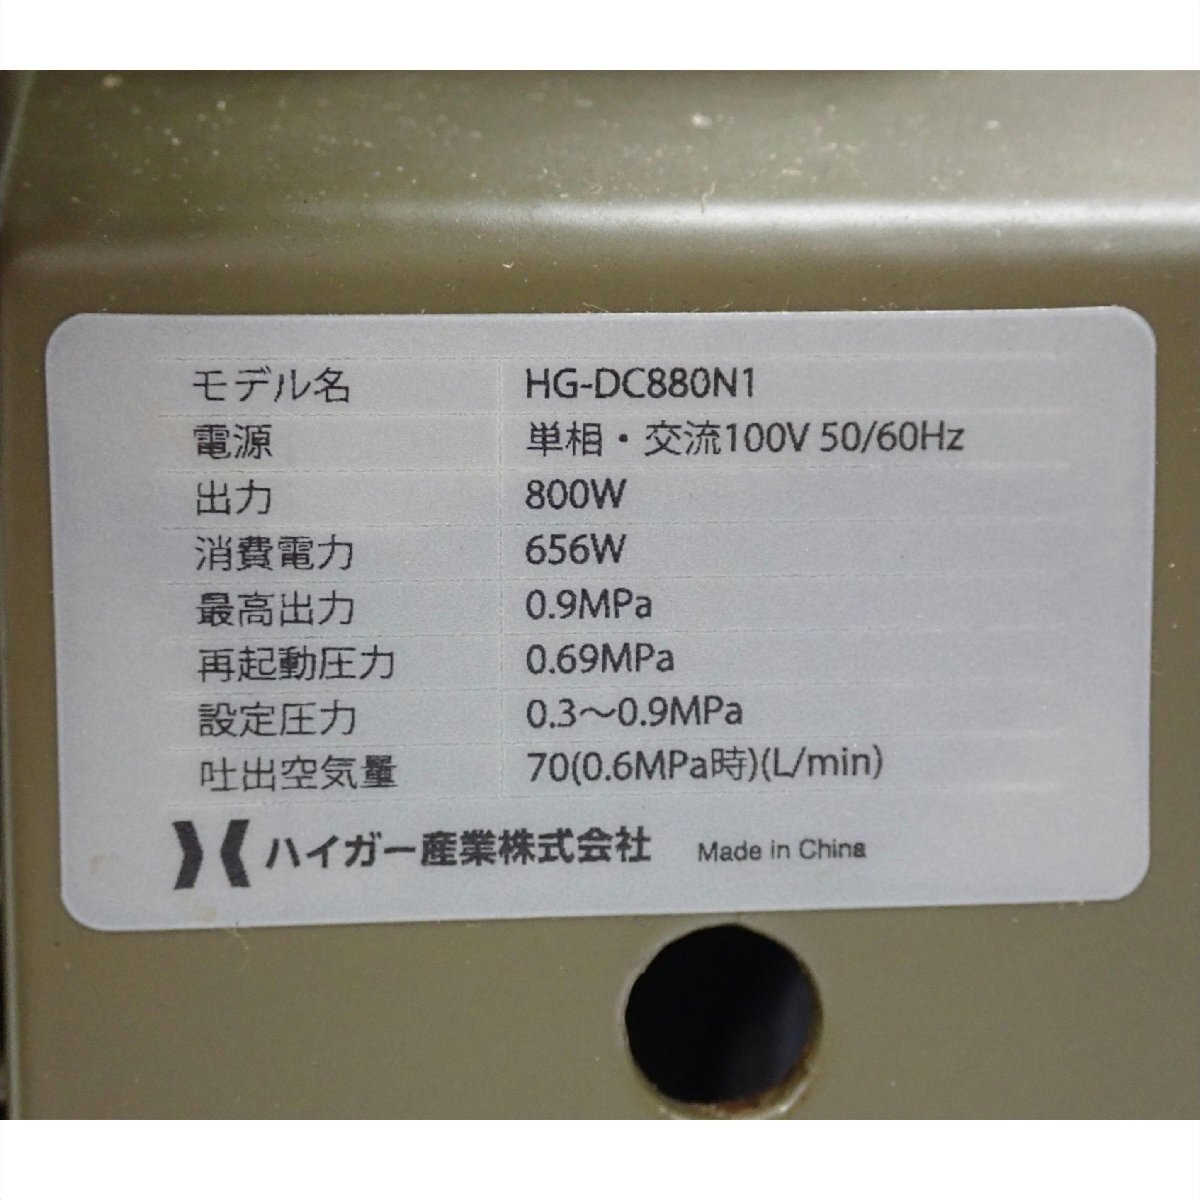 モデル名 HG-DC880N1
電源 単相・交流100V 50/60Hz
出力 800W
消費電力 656W
最高出力 0.9MPa
再起動圧力 0.69MPa
設定圧力 0.3〜0.9MPa
吐出空気量 70(0.6MPa時)(L/min)
ハイガー産業株式会社 Made in China